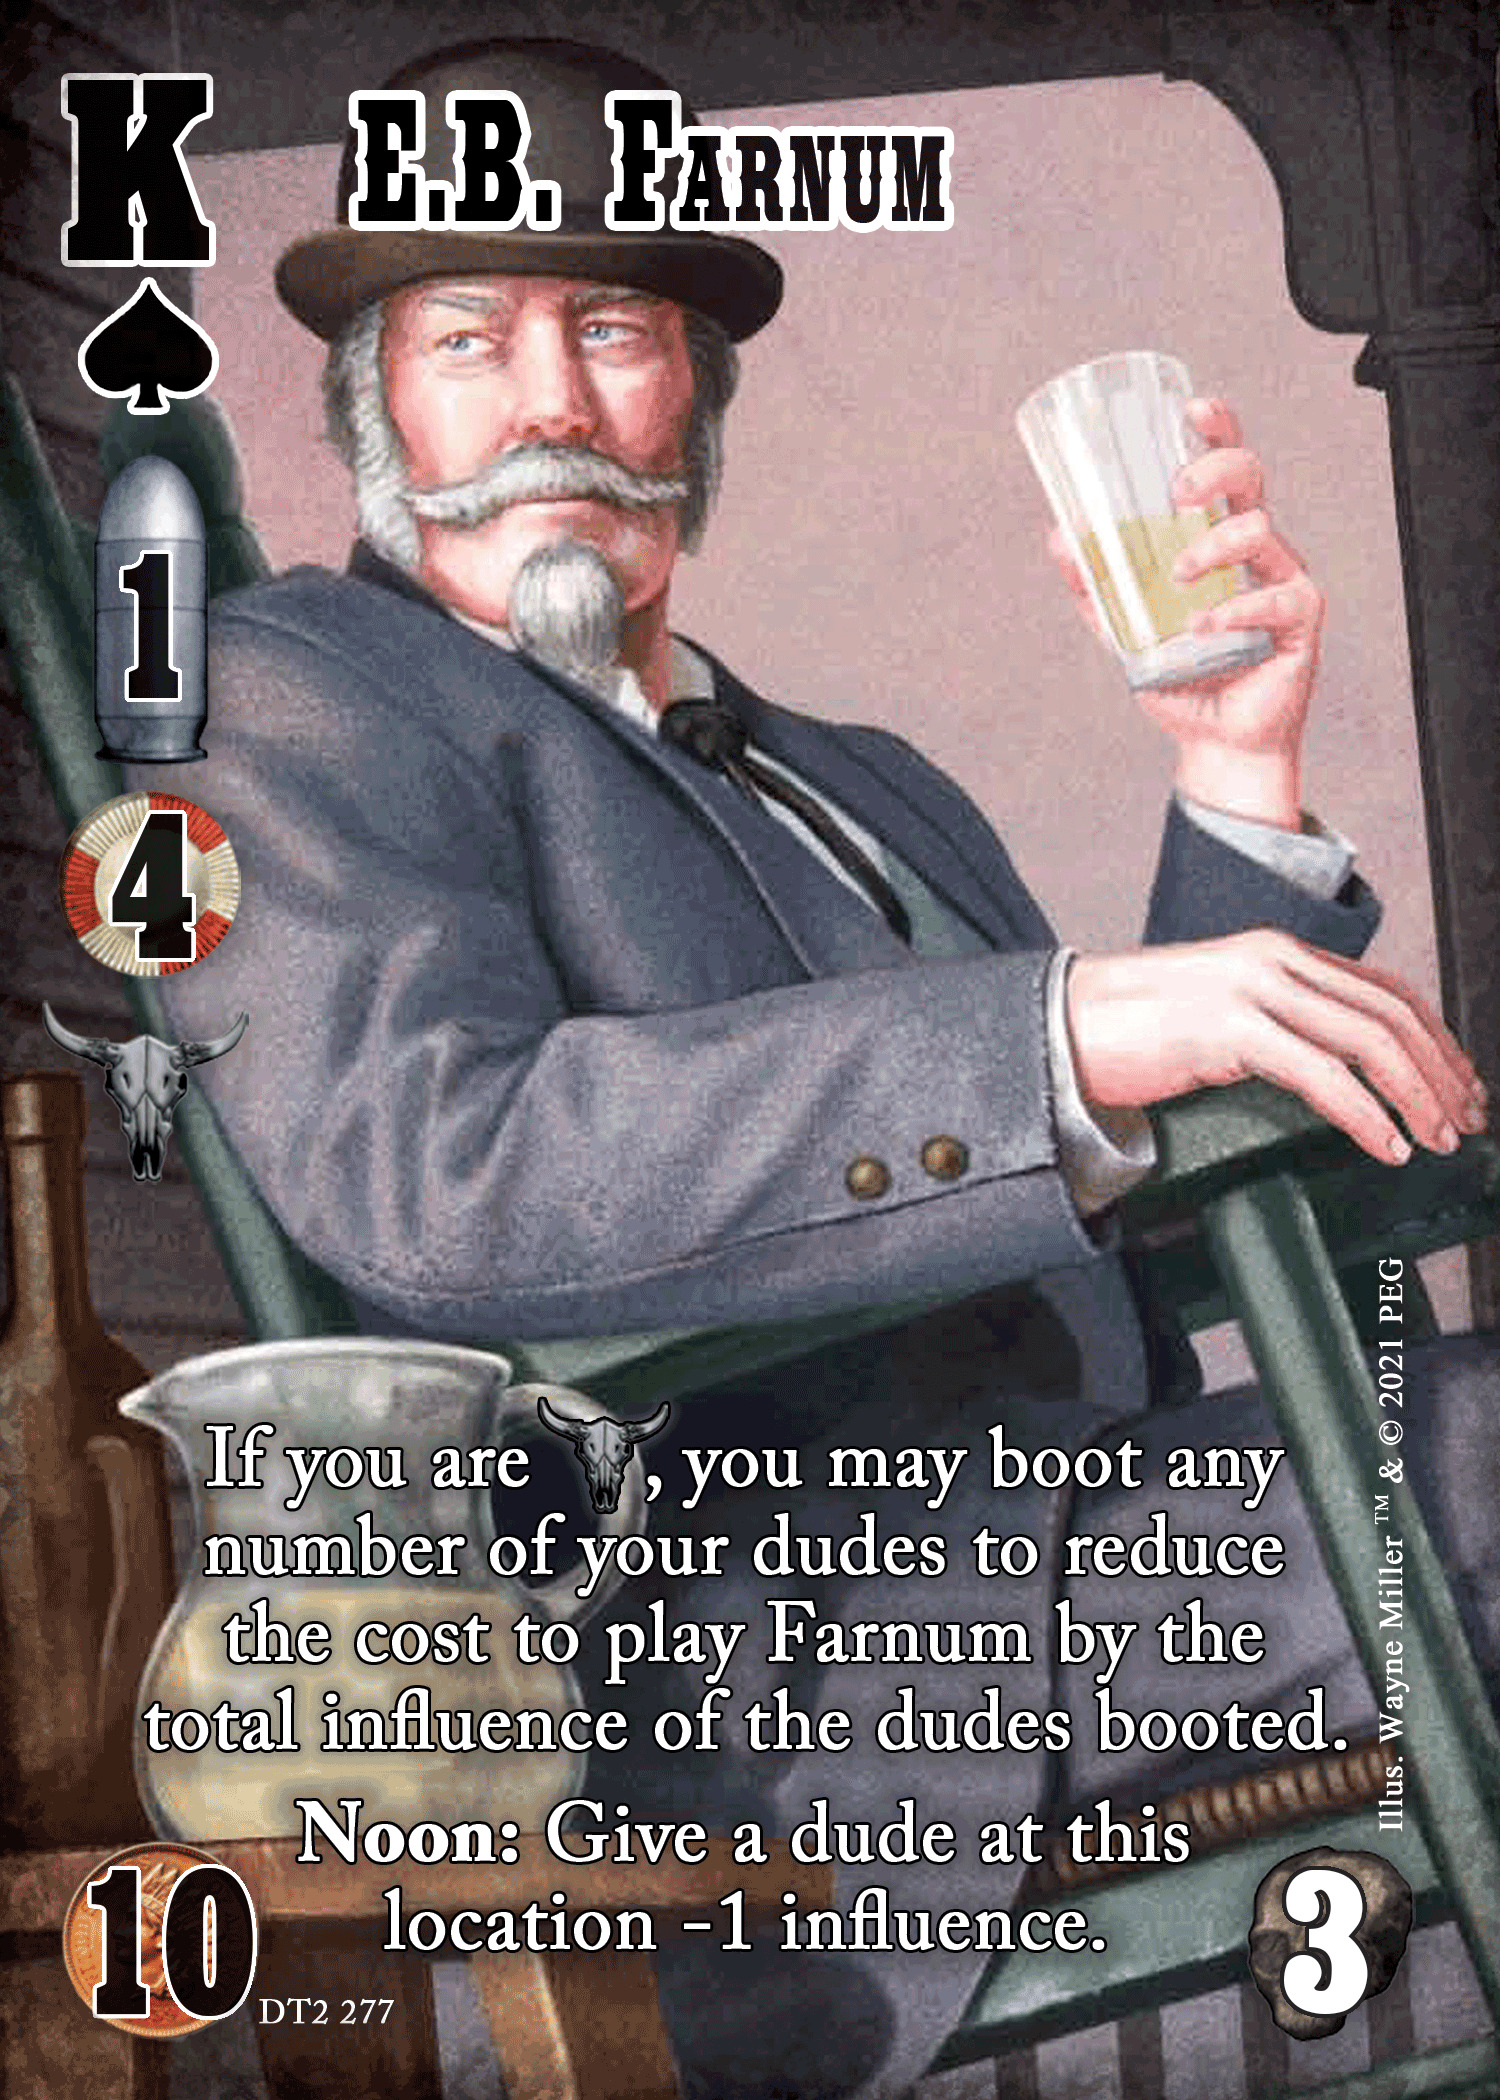 K
E.B. Farnum
1
4
If you are , you may boot any
number of your dudes to reduce
the cost to play Farnum by the
total influence of the dudes booted.
Noon: Give a dude at this
location -1 influence.
10
DT2 277
3
Illus. Wayne Miller ™ & © 2021 PEG